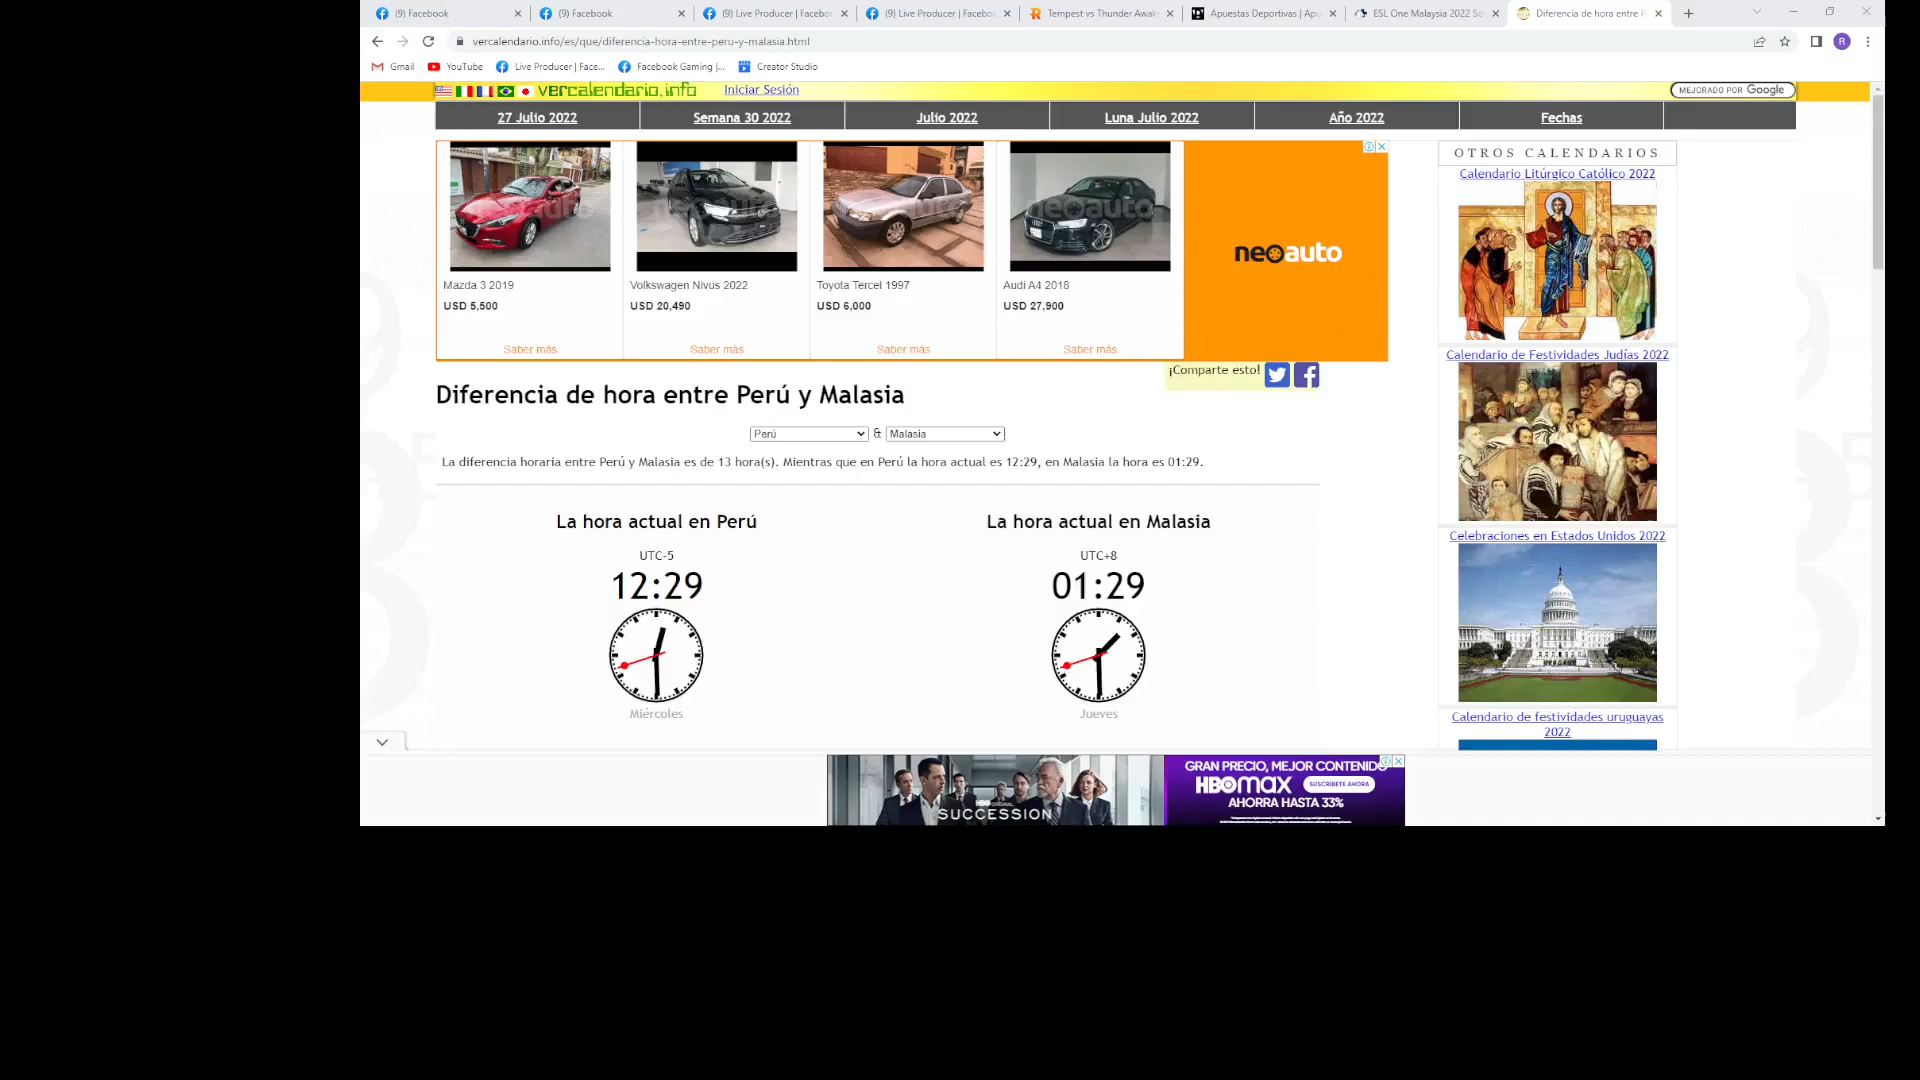 (9) Facebook
(9) Facebook
(9) Live Producer | Facebo
(9) Live Producer | Facebo
Tempest vs Thunder Awak
Apuestas Deportivas | Apu
ESL One Malaysia 2022 So
Diferencia de hora entre P
vercalendario.info/es/que/diferencia-hora-entre-peru-y-malasia.html
R
Gmail
YouTube
Live Producer | Face...
Facebook Gaming |...
Creator Studio
vercalendario.info
Iniciar Sesión
MEJORADO POR Google
27 Julio 2022
Semana 30 2022
Julio 2022
Luna Julio 2022
Año 2022
Fechas
Mazda 3 2019
USD 5,500
Saber más
Volkswagen Nivus 2022
USD 20,490
Saber más
Toyota Tercel 1997
USD 6,000
Saber más
Audi A4 2018
USD 27,900
Saber más
neoauto
OTROS CALENDARIOS
Calendario Litúrgico Católico 2022
Calendario de Festividades Judías 2022
Celebraciones en Estados Unidos 2022
Calendario de festividades uruguayas
2022
¡Comparte esto!
Diferencia de hora entre Perú y Malasia
Perú & Malasia
La diferencia horaria entre Perú y Malasia es de 13 hora(s). Mientras que en Perú la hora actual es 12:29, en Malasia la hora es 01:29.
La hora actual en Perú
UTC-5
12:29
Miércoles
La hora actual en Malasia
UTC+8
01:29
Jueves
HBO ORIGINAL
SUCCESSION
GRAN PRECIO, MEJOR CONTENIDO
HBOMAX
SUSCRÍBETE AHORA
AHORRA HASTA 33%